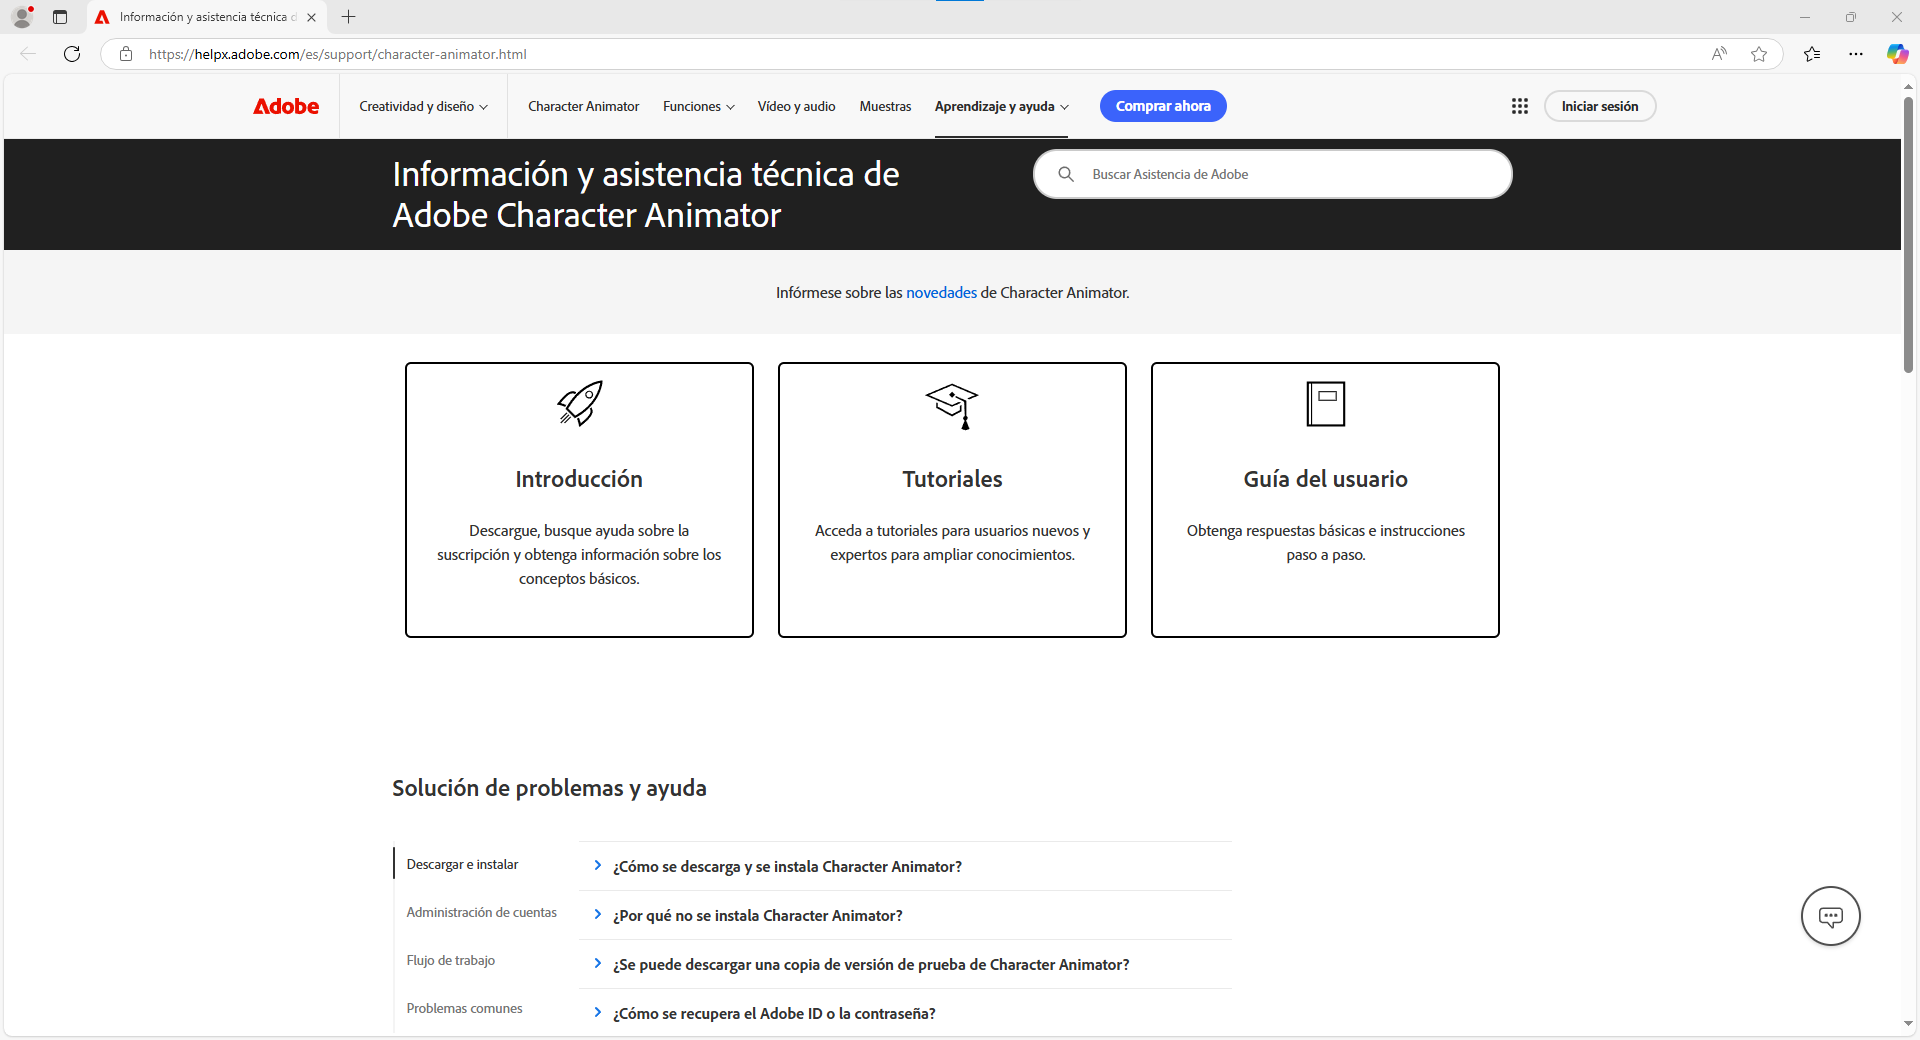 Información y asistencia técnica d
https://helpx.adobe.com/es/support/character-animator.html
Adobe
Creatividad y diseño
Character Animator
Funciones
Vídeo y audio
Muestras
Aprendizaje y ayuda
Comprar ahora
Iniciar sesión
Información y asistencia técnica de
Adobe Character Animator
Buscar Asistencia de Adobe
Infórmese sobre las novedades de Character Animator.
Introducción
Descargue, busque ayuda sobre la
suscripción y obtenga información sobre los
conceptos básicos.
Tutoriales
Acceda a tutoriales para usuarios nuevos y
expertos para ampliar conocimientos.
Guía del usuario
Obtenga respuestas básicas e instrucciones
paso a paso.
Solución de problemas y ayuda
Descargar e instalar
Administración de cuentas
Flujo de trabajo
Problemas comunes
¿Cómo se descarga y se instala Character Animator?
¿Por qué no se instala Character Animator?
¿Se puede descargar una copia de versión de prueba de Character Animator?
¿Cómo se recupera el Adobe ID o la contraseña?